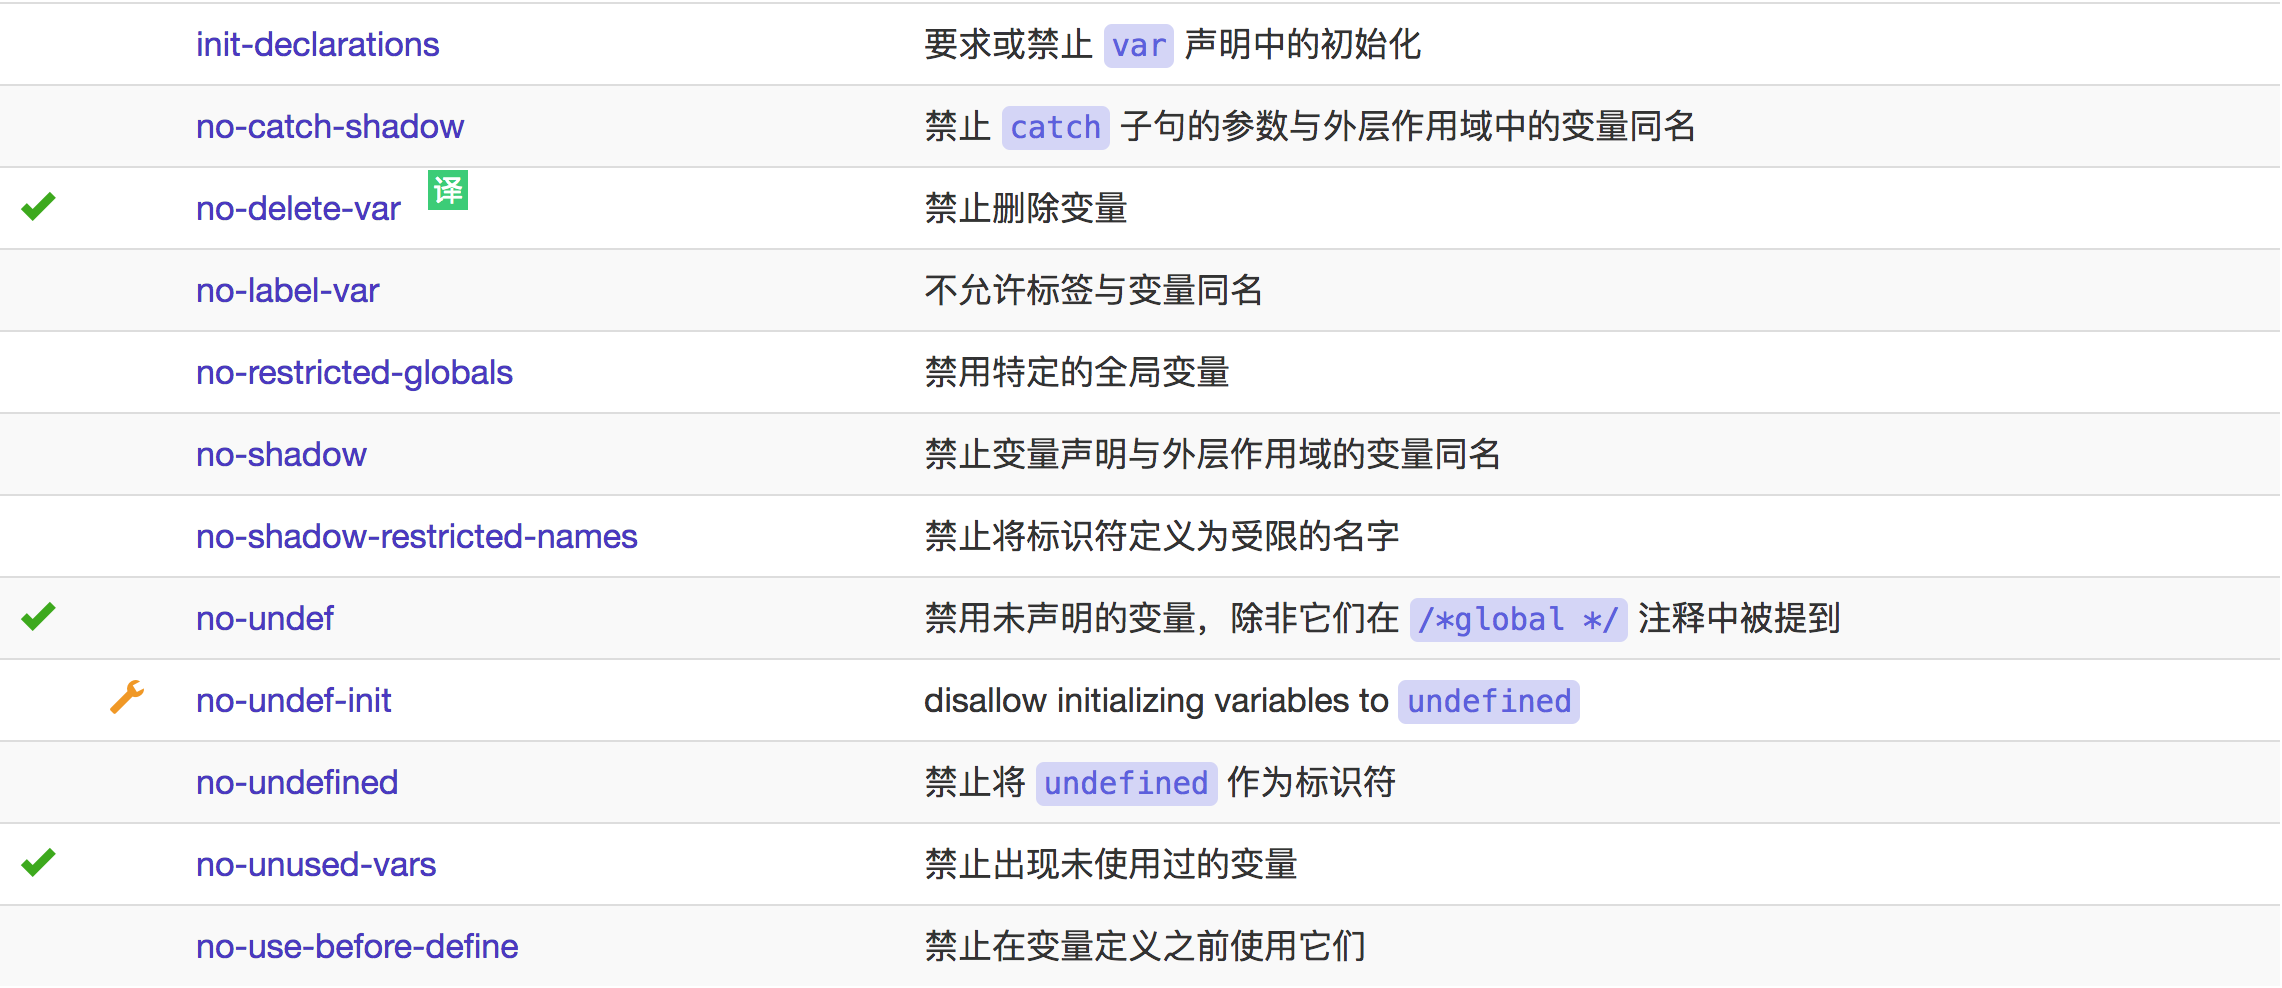 init-declarations 要求或禁止 var 声明中的初始化
no-catch-shadow 禁止 catch 子句的参数与外层作用域中的变量同名
no-delete-var 译 禁止删除变量
no-label-var 不允许标签与变量同名
no-restricted-globals 禁用特定的全局变量
no-shadow 禁止变量声明与外层作用域的变量同名
no-shadow-restricted-names 禁止将标识符定义为受限的名字
no-undef 禁用未声明的变量，除非它们在 /*global */ 注释中被提到
no-undef-init disallow initializing variables to undefined
no-undefined 禁止将 undefined 作为标识符
no-unused-vars 禁止出现未使用过的变量
no-use-before-define 禁止在变量定义之前使用它们